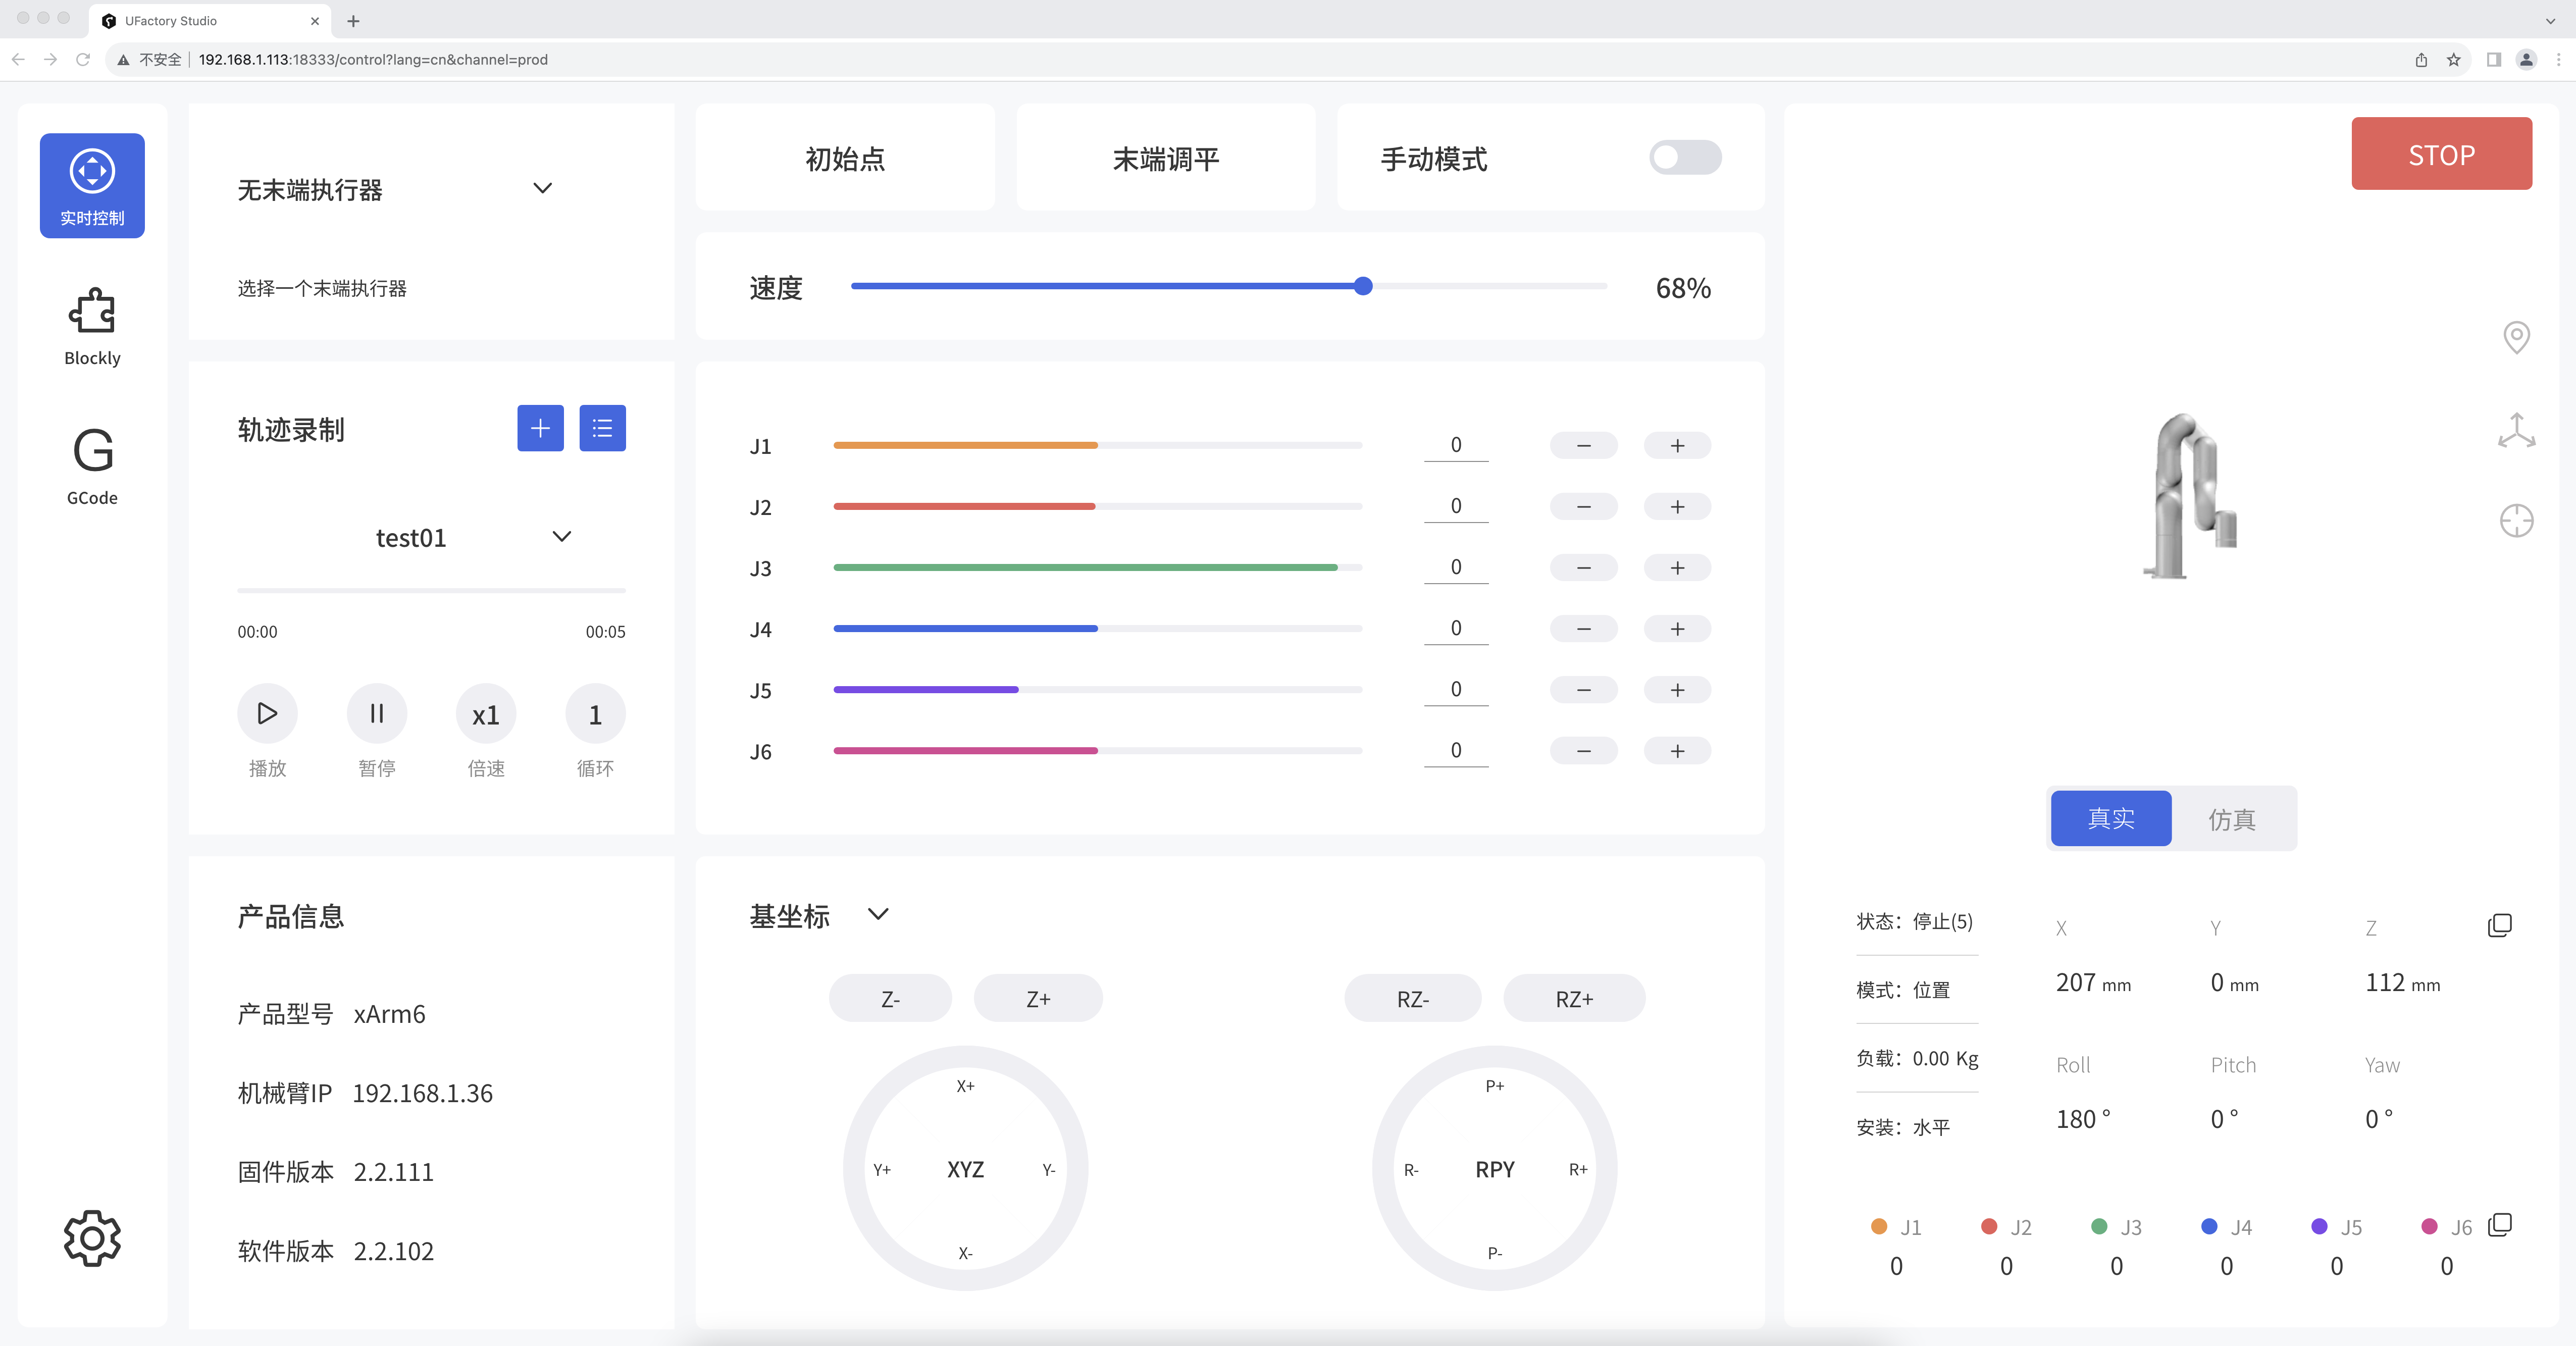 UFactory Studio
不安全 192.168.1.113:18333/control?lang=cn&channel=prod
实时控制
Blockly
G
GCode
无末端执行器
选择一个末端执行器
轨迹录制
test01
00:00 00:05
x1 1
播放 暂停 倍速 循环
产品信息
产品型号 xArm6
机械臂IP 192.168.1.36
固件版本 2.2.111
软件版本 2.2.102
初始点 末端调平 手动模式
速度 68%
J1 0 − +
J2 0 − +
J3 0 − +
J4 0 − +
J5 0 − +
J6 0 − +
基坐标
Z- Z+ RZ- RZ+
X+
Y+ XYZ Y-
X-
P+
R- RPY R+
P-
STOP
真实 仿真
状态：停止(5)
模式：位置
负载：0.00 Kg
安装：水平
X Y Z
207 mm 0 mm 112 mm
Roll Pitch Yaw
180 ° 0 ° 0 °
J1 J2 J3 J4 J5 J6
0 0 0 0 0 0